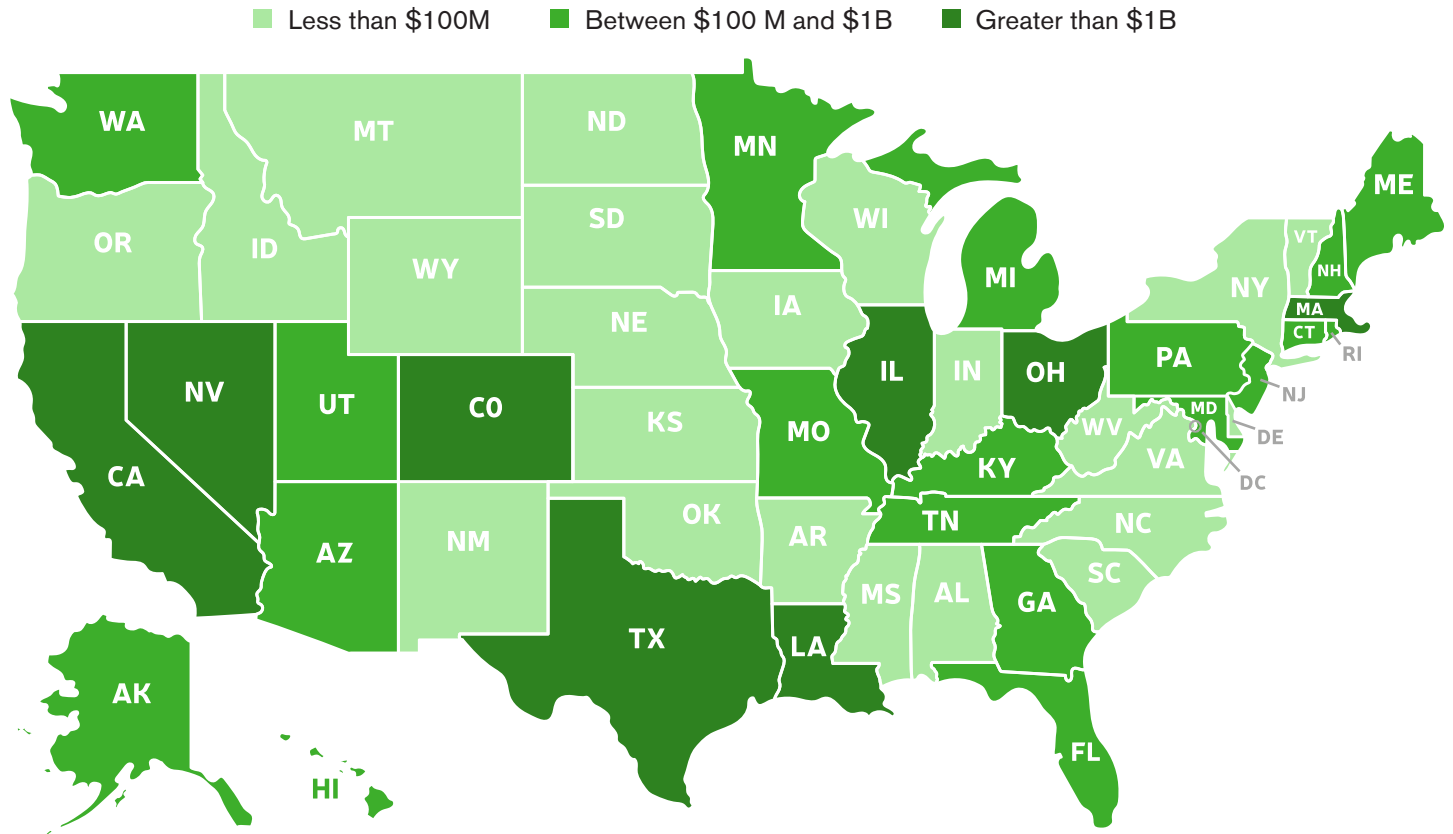 Less than $100M
Between $100 M and $1B
Greater than $1B
WA
MT
ND
MN
ME
OR
ID
SD
WI
VT
WY
MI
NH
NY
IA
MA
NE
CT
RI
PA
NV
UT
CO
IL
IN
OH
NJ
KS
MD
MO
WV
DE
VA
CA
KY
DC
OK
TN
NC
AZ
NM
AR
SC
MS
AL
GA
TX
LA
AK
FL
HI